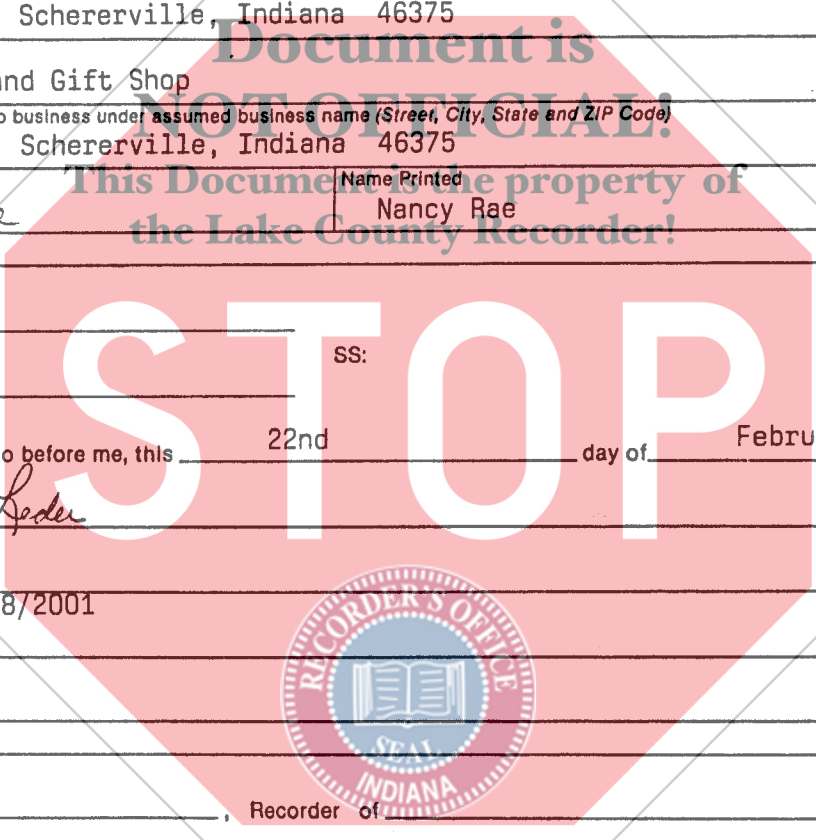 Schererville, Indiana 46375
Document is
and Gift Shop
NOT OFFICIAL!
business under assumed business name (Street, City, State and ZIP Code)
Schererville, Indiana 46375
This Document is the property of
Name Printed
Nancy Rae
the Lake County Recorder!
STOP
SS:
o before me, this 22nd day of Febru
Reder
8/2001
RECORDER'S OFFICE
SEAL
INDIANA
, Recorder of